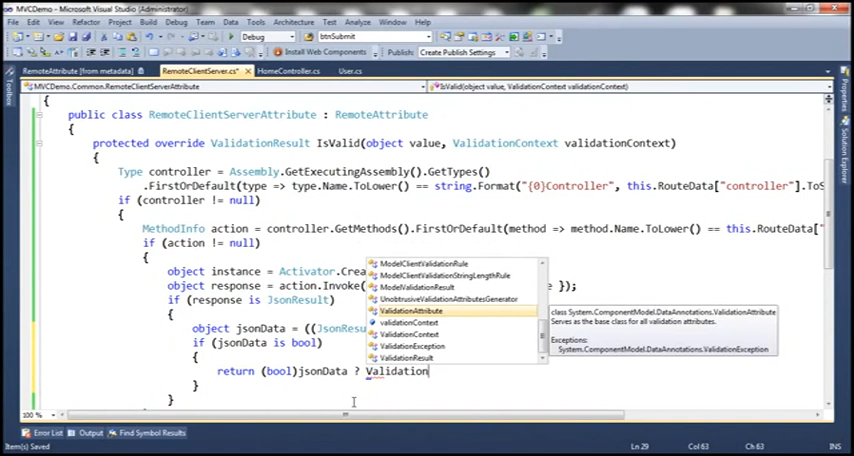 MVCDemo - Microsoft Visual Studio (Administrator)
File Edit View Refactor Project Build Debug Team Data Tools Architecture Test Analyze Window Help
Debug btnSubmit
Install Web Components Publish: Create Publish Settings
RemoteAttribute [from metadata] RemoteClientServer.cs* × HomeController.cs User.cs
MVCDemo.Common.RemoteClientServerAttribute IsValid(object value, ValidationContext validationContext)
{
public class RemoteClientServerAttribute : RemoteAttribute
{
protected override ValidationResult IsValid(object value, ValidationContext validationContext)
{
Type controller = Assembly.GetExecutingAssembly().GetTypes()
.FirstOrDefault(type => type.Name.ToLower() == string.Format("{0}Controller", this.RouteData["controller"].ToS
if (controller != null)
{
MethodInfo action = controller.GetMethods().FirstOrDefault(method => method.Name.ToLower() == this.RouteData["
if (action != null)
{
object instance = Activator.Crea
object response = action.Invoke( e });
if (response is JsonResult)
{
object jsonData = ((JsonResu
if (jsonData is bool)
{
return (bool)jsonData ? Validation
}
}
ModelClientValidationRule
ModelClientValidationStringLengthRule
ModelValidationResult
UnobtrusiveValidationAttributesGenerator
ValidationAttribute
validationContext
ValidationContext
ValidationException
ValidationResult
class System.ComponentModel.DataAnnotations.ValidationAttribute
Serves as the base class for all validation attributes.
Exceptions:
System.ComponentModel.DataAnnotations.ValidationException
100 %
Error List Output Find Symbol Results
Item(s) Saved Ln 29 Col 63 Ch 63 INS
Toolbox
Properties
Solution Explorer